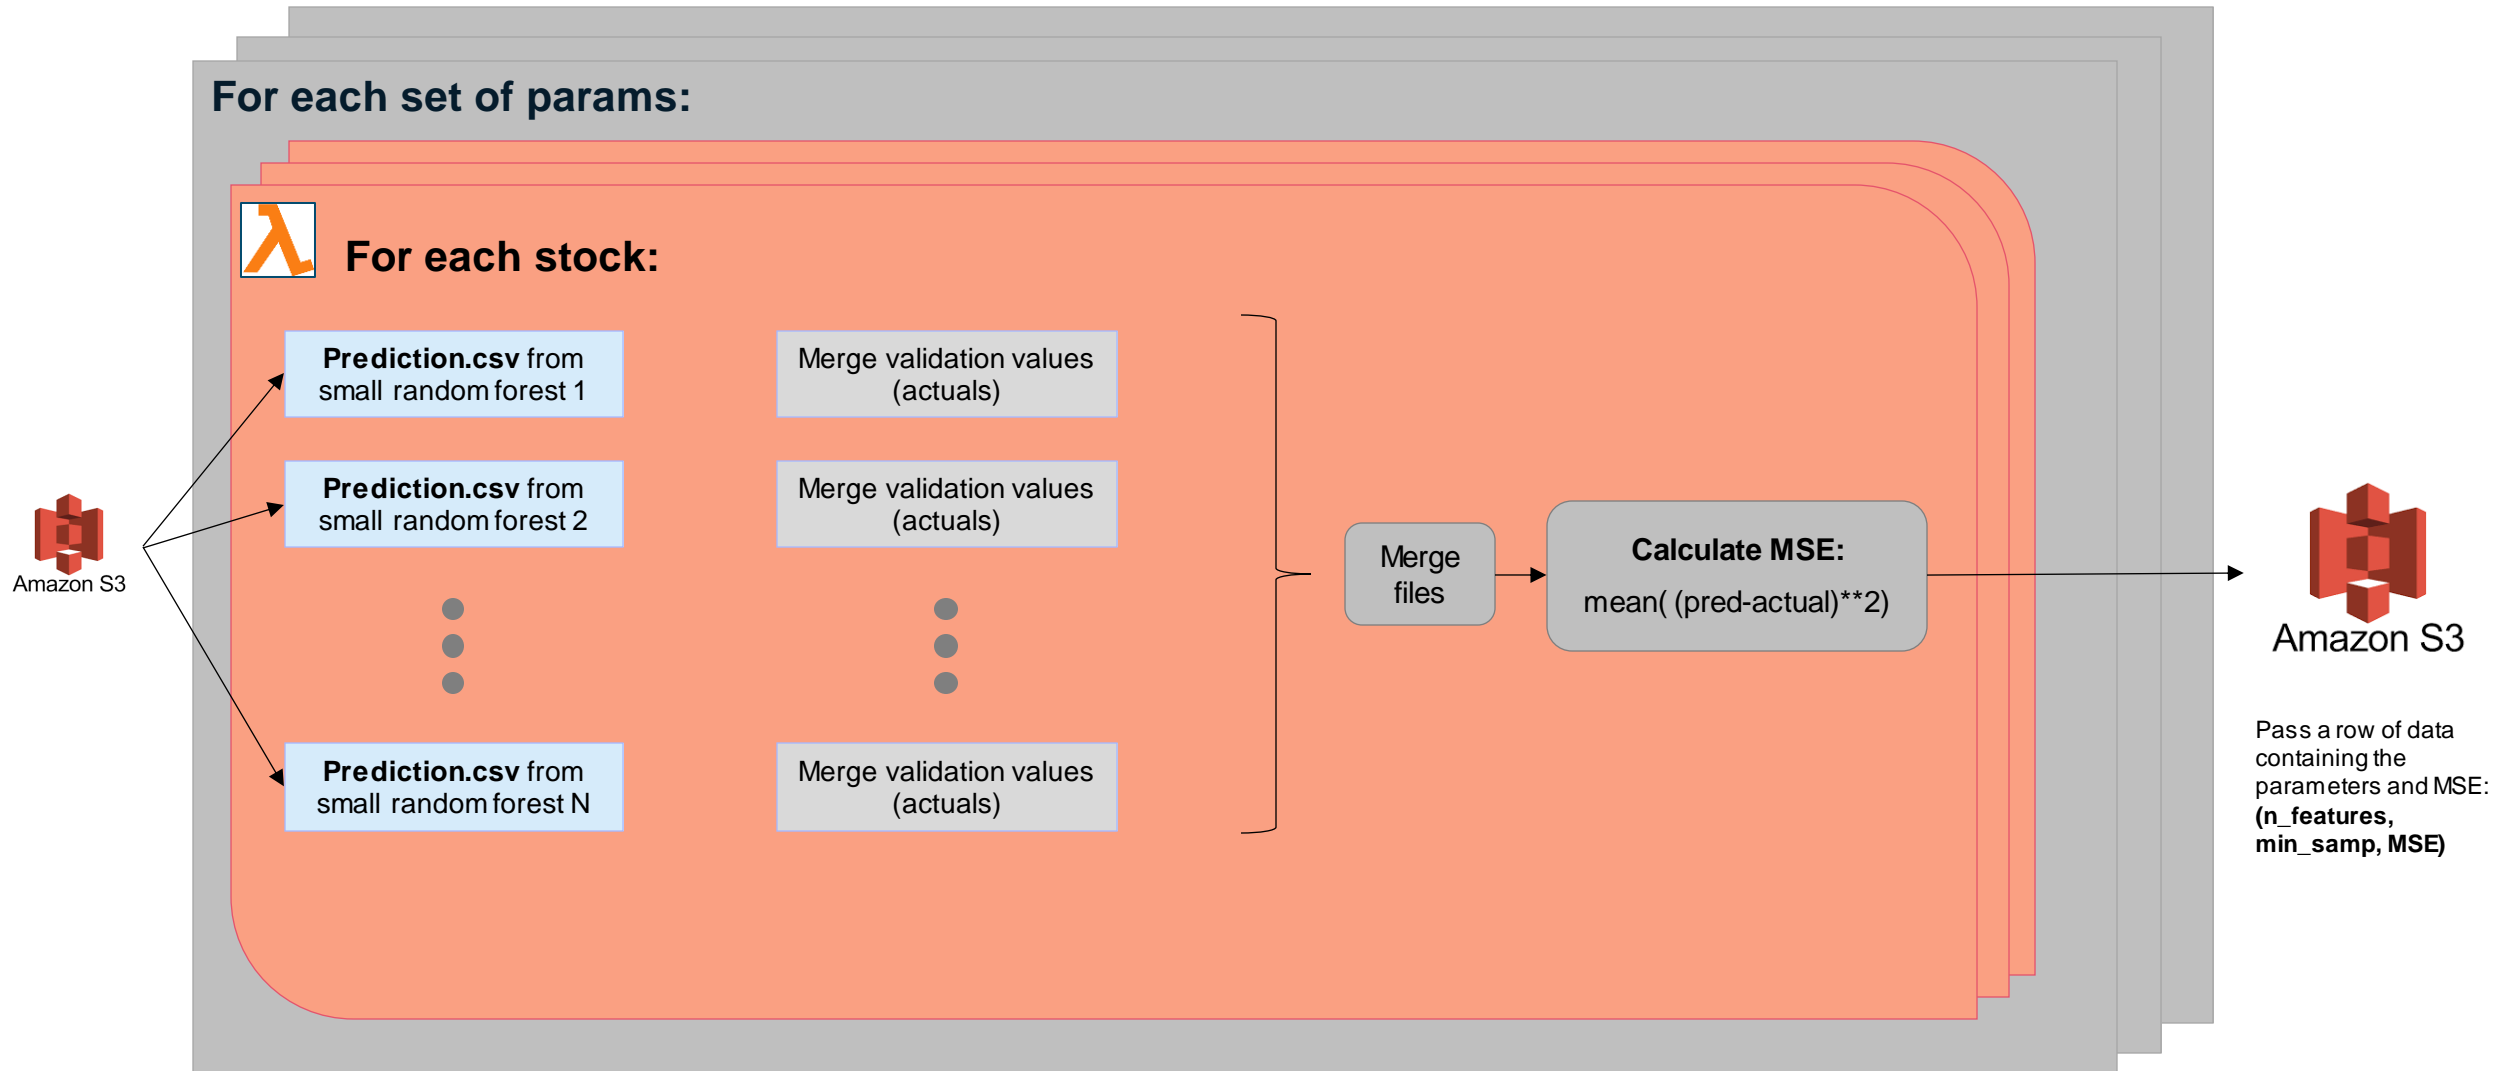 For each set of params:
For each stock:
Prediction.csv from
small random forest 1
Merge validation values
(actuals)
Prediction.csv from
small random forest 2
Merge validation values
(actuals)
Prediction.csv from
small random forest N
Merge validation values
(actuals)
Amazon S3
Merge
files
Calculate MSE:
mean( (pred-actual)**2)
Amazon S3
Pass a row of data
containing the
parameters and MSE:
(n_features,
min_samp, MSE)